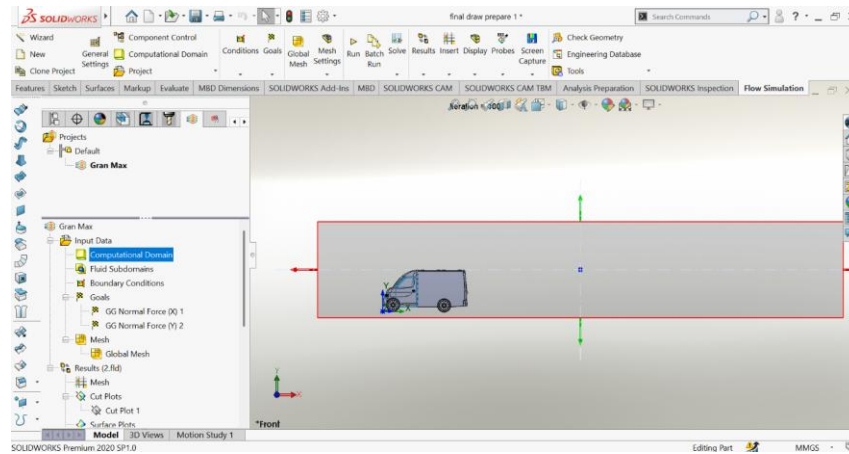 SOLIDWORKS
final draw prepare 1 *
Search Commands
Wizard
New
Clone Project
General Settings
Component Control
Computational Domain
Project
Conditions
Goals
Global Mesh
Mesh Settings
Run
Batch Run
Solve
Results
Insert
Display
Probes
Screen Capture
Check Geometry
Engineering Database
Tools
Features Sketch Surfaces Markup Evaluate MBD Dimensions SOLIDWORKS Add-Ins MBD SOLIDWORKS CAM SOLIDWORKS CAM TBM Analysis Preparation SOLIDWORKS Inspection Flow Simulation
Projects
Default
Gran Max
Gran Max
Input Data
Computational Domain
Fluid Subdomains
Boundary Conditions
Goals
GG Normal Force (X) 1
GG Normal Force (Y) 2
Mesh
Global Mesh
Results (2.fld)
Mesh
Cut Plots
Cut Plot 1
Surface Plots
Y
X
Y
X
*Front
Model 3D Views Motion Study 1
SOLIDWORKS Premium 2020 SP1.0
Editing Part
MMGS